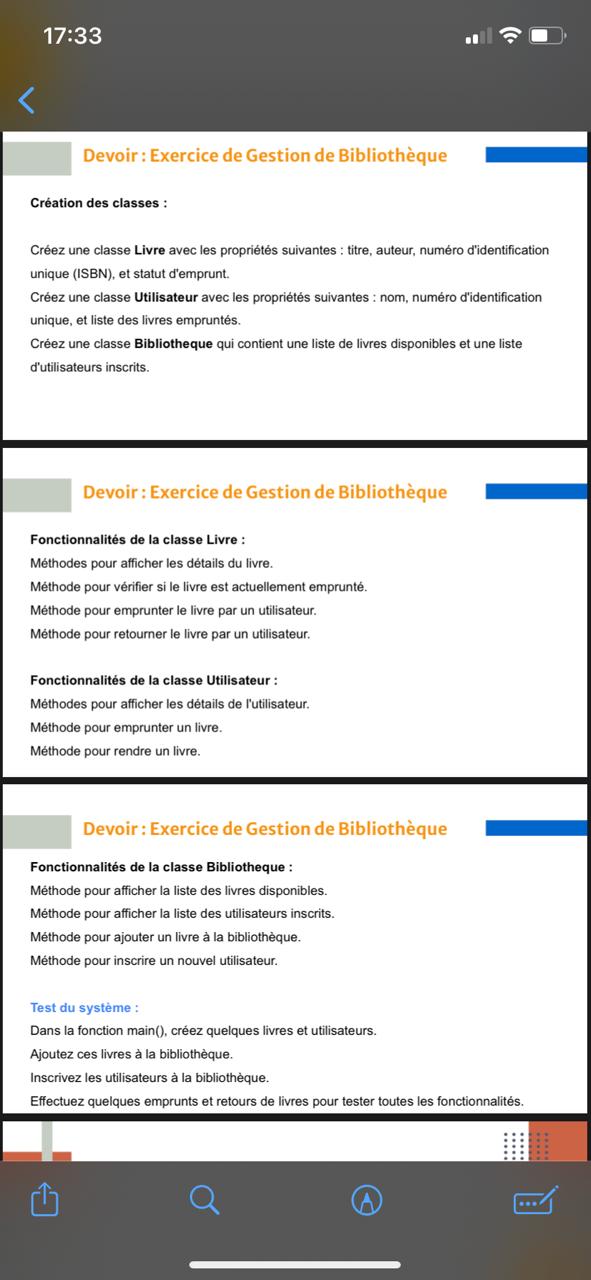 17:33
Devoir : Exercice de Gestion de Bibliothèque
Création des classes :
Créez une classe Livre avec les propriétés suivantes : titre, auteur, numéro d'identification
unique (ISBN), et statut d'emprunt.
Créez une classe Utilisateur avec les propriétés suivantes : nom, numéro d'identification
unique, et liste des livres empruntés.
Créez une classe Bibliotheque qui contient une liste de livres disponibles et une liste
d'utilisateurs inscrits.
Devoir : Exercice de Gestion de Bibliothèque
Fonctionnalités de la classe Livre :
Méthodes pour afficher les détails du livre.
Méthode pour vérifier si le livre est actuellement emprunté.
Méthode pour emprunter le livre par un utilisateur.
Méthode pour retourner le livre par un utilisateur.
Fonctionnalités de la classe Utilisateur :
Méthodes pour afficher les détails de l'utilisateur.
Méthode pour emprunter un livre.
Méthode pour rendre un livre.
Devoir : Exercice de Gestion de Bibliothèque
Fonctionnalités de la classe Bibliotheque :
Méthode pour afficher la liste des livres disponibles.
Méthode pour afficher la liste des utilisateurs inscrits.
Méthode pour ajouter un livre à la bibliothèque.
Méthode pour inscrire un nouvel utilisateur.
Test du système :
Dans la fonction main(), créez quelques livres et utilisateurs.
Ajoutez ces livres à la bibliothèque.
Inscrivez les utilisateurs à la bibliothèque.
Effectuez quelques emprunts et retours de livres pour tester toutes les fonctionnalités.